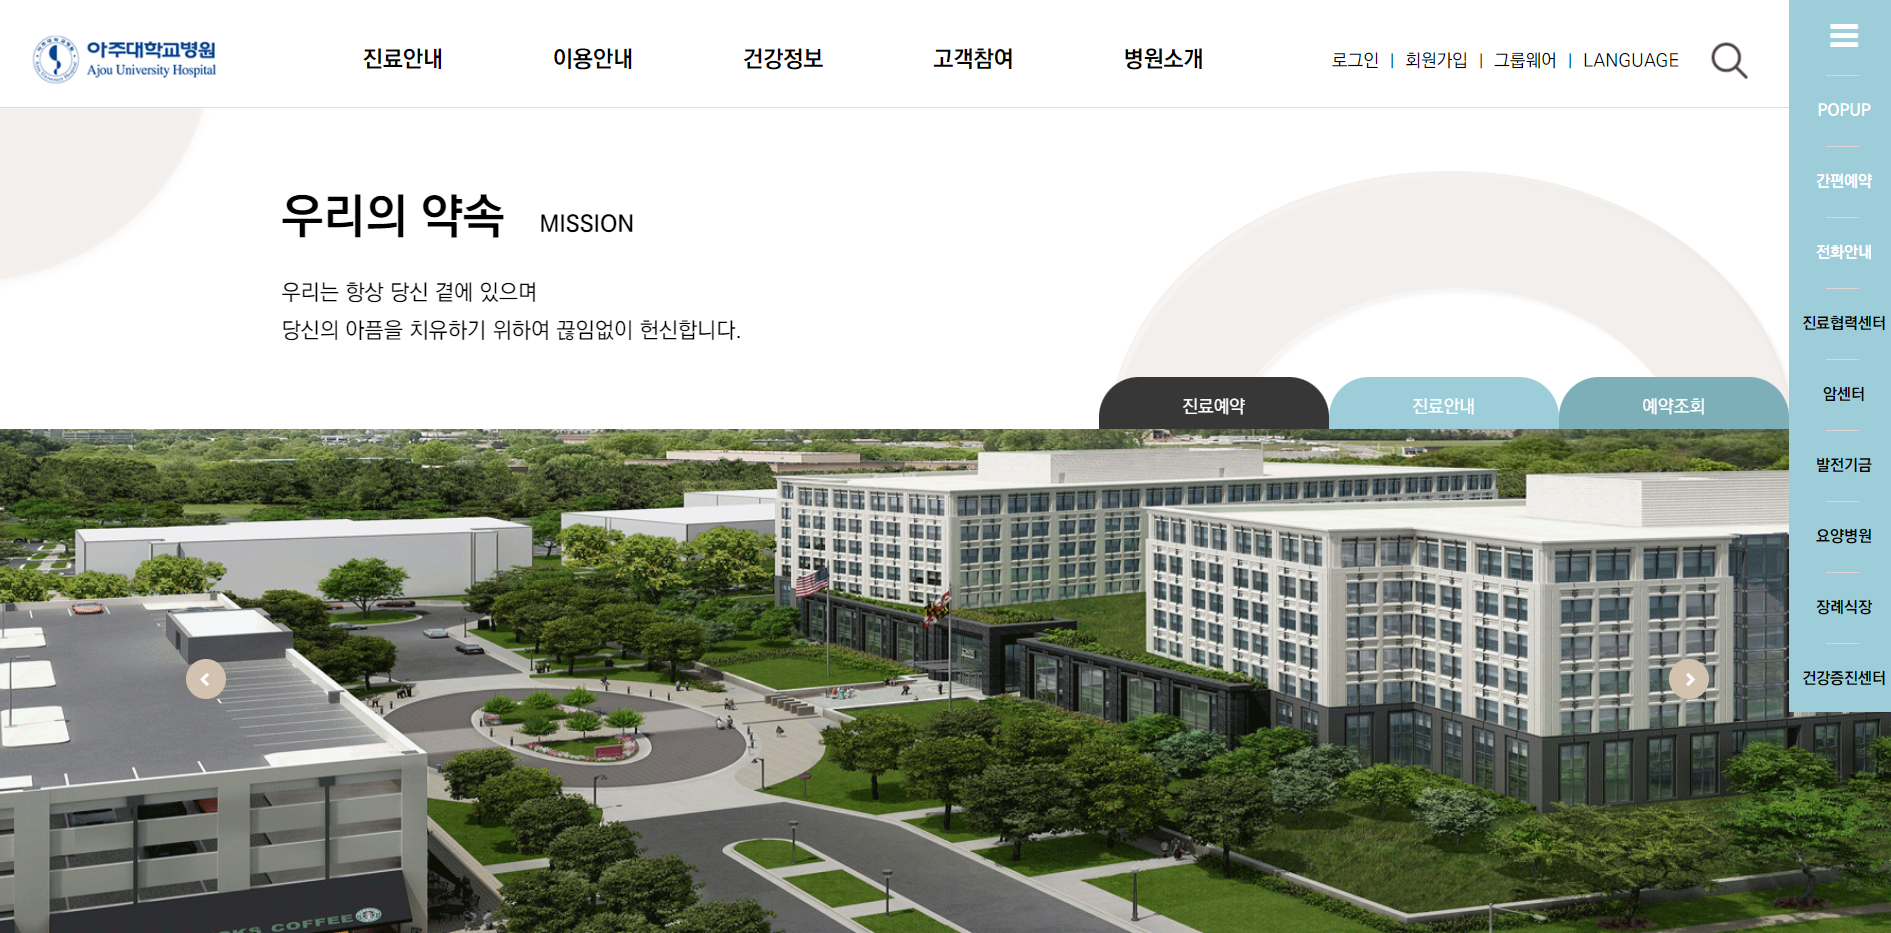 아주대학교병원
Ajou University Hospital
진료안내
이용안내
건강정보
고객참여
병원소개
로그인 | 회원가입 | 그룹웨어 | LANGUAGE
POPUP
간편예약
전화안내
진료협력센터
암센터
발전기금
요양병원
장례식장
건강증진센터
우리의 약속 MISSION
우리는 항상 당신 곁에 있으며
당신의 아픔을 치유하기 위하여 끊임없이 헌신합니다.
진료예약
진료안내
예약조회
COFFEE